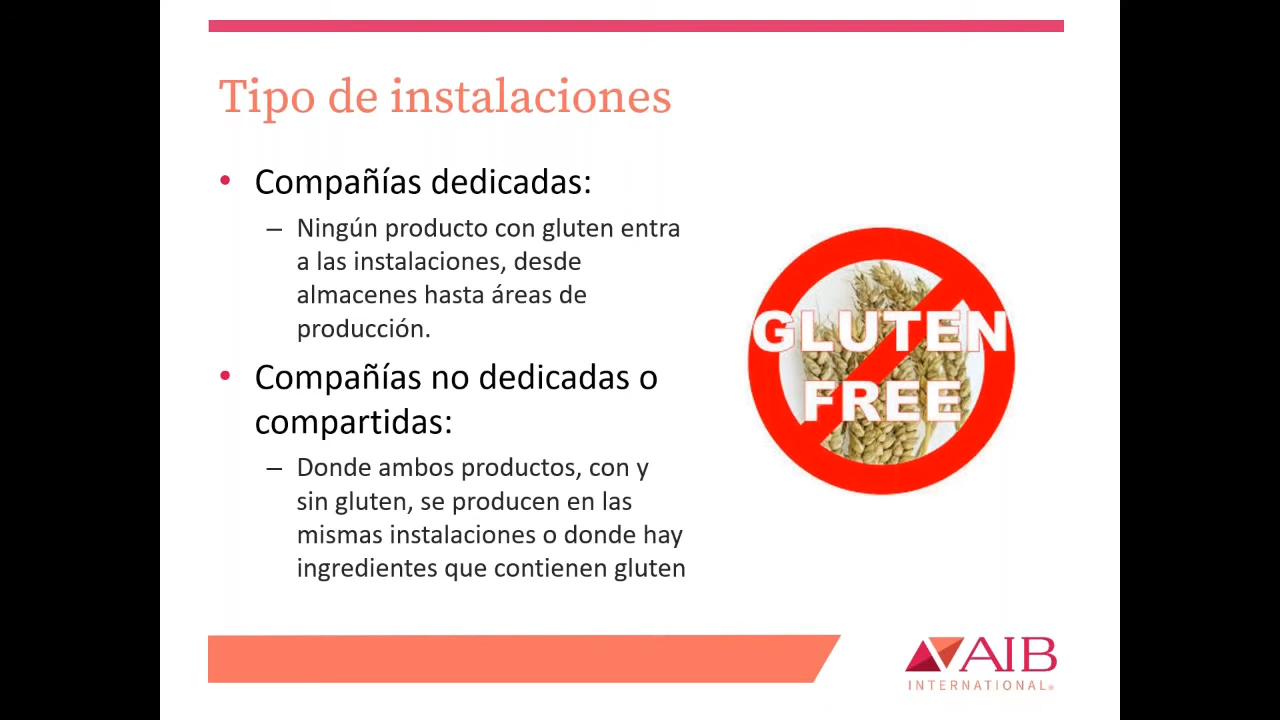 Tipo de instalaciones
• Compañías dedicadas:
– Ningún producto con gluten entra
a las instalaciones, desde
almacenes hasta áreas de
producción.
• Compañías no dedicadas o
compartidas:
– Donde ambos productos, con y
sin gluten, se producen en las
mismas instalaciones o donde hay
ingredientes que contienen gluten
GLUTEN
FREE
AIB
INTERNATIONAL®